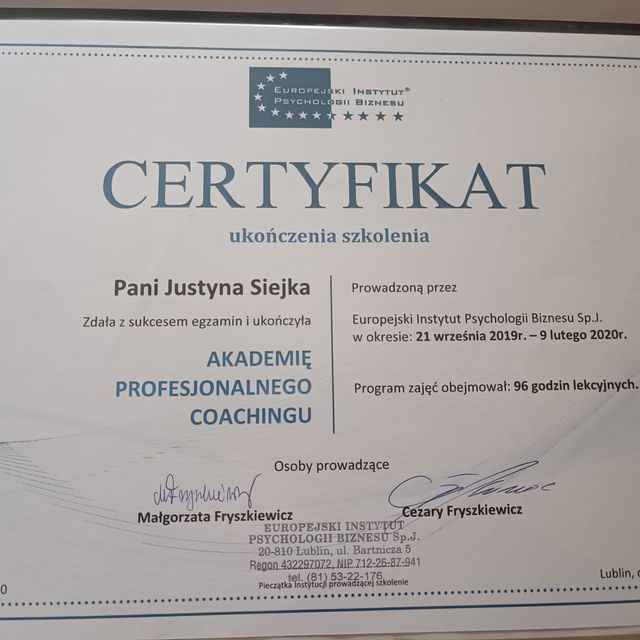 EUROPEJSKI INSTYTUT®
PSYCHOLOGII BIZNESU
CERTYFIKAT
ukończenia szkolenia
Pani Justyna Siejka
Zdała z sukcesem egzamin i ukończyła
AKADEMIĘ
PROFESJONALNEGO
COACHINGU
Prowadzoną przez
Europejski Instytut Psychologii Biznesu Sp.J.
w okresie: 21 września 2019r. – 9 lutego 2020r.
Program zajęć obejmował: 96 godzin lekcyjnych.
Osoby prowadzące
Małgorzata Fryszkiewicz
Cezary Fryszkiewicz
EUROPEJSKI INSTYTUT
PSYCHOLOGII BIZNESU Sp.J.
20-810 Lublin, ul. Bartnicza 5
Regon 432297072, NIP 712-26-87-941
tel. (81) 53-22-176
Pieczątka Instytucji prowadzącej szkolenie
0
Lublin, d